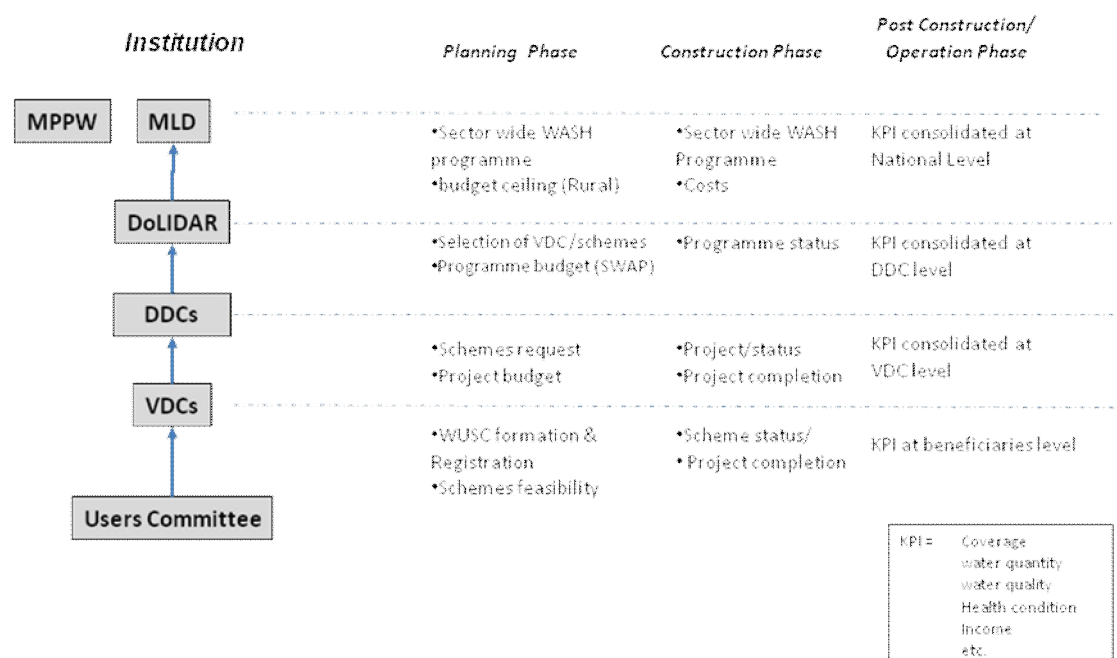 Institution
Planning Phase
Construction Phase
Post Construction/
Operation Phase
MPPW
MLD
•Sector wide WASH
programme
•budget ceiling (Rural)
•Sector wide WASH
Programme
•Costs
KPI consolidated at
National Level
DoLIDAR
•Selection of VDC/schemes
•Programme budget (SWAP)
•Programme status
KPI consolidated at
DDC level
DDCs
•Schemes request
•Project budget
•Project/status
•Project completion
KPI consolidated at
VDC level
VDCs
•WUSC formation &
Registration
•Schemes feasibility
•Scheme status/
• Project completion
KPI at beneficiaries level
Users Committee
KPI = Coverage
water quantity
water quality
Health condition
Income
etc.